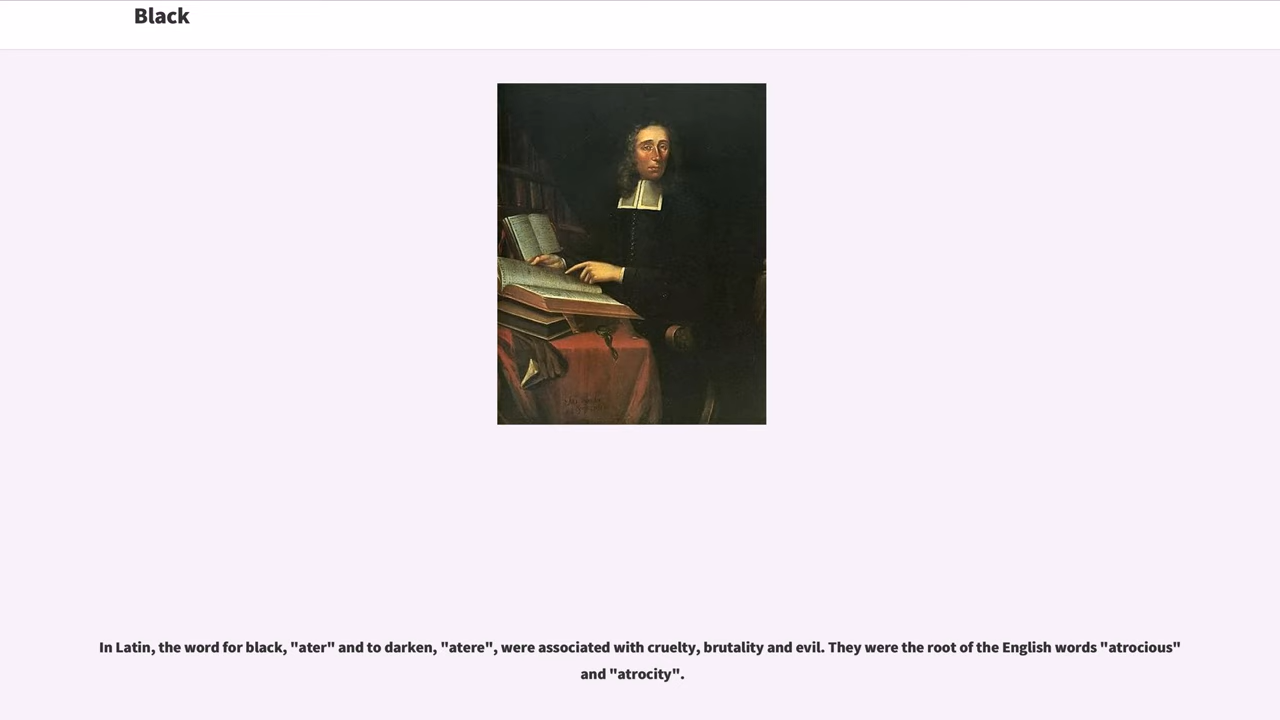 Black
In Latin, the word for black, "ater" and to darken, "atere", were associated with cruelty, brutality and evil. They were the root of the English words "atrocious"
and "atrocity".